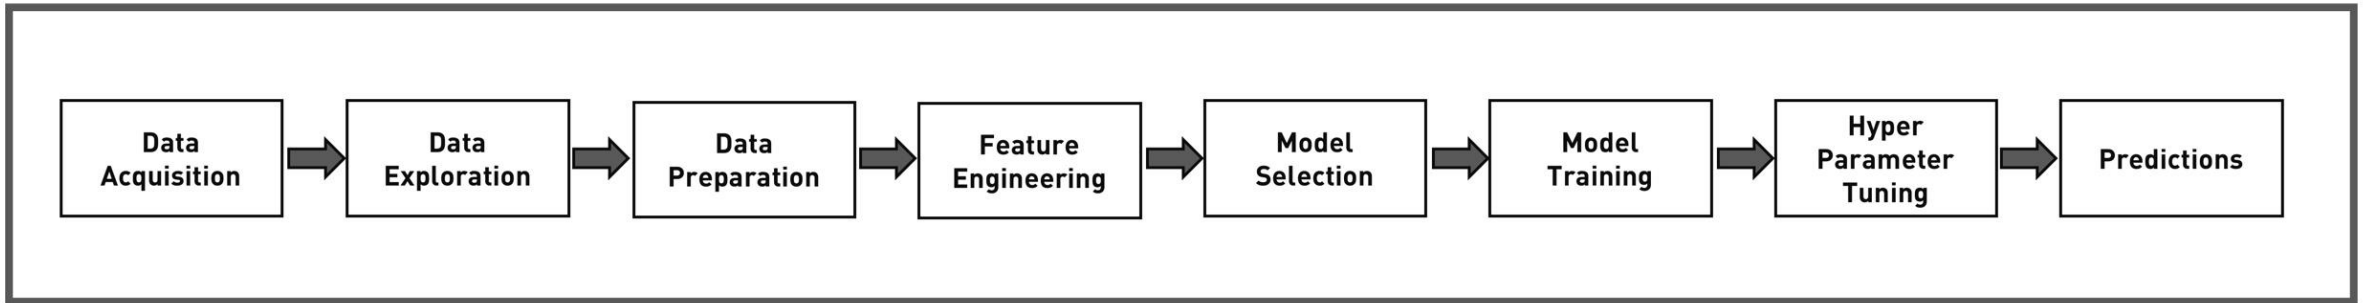 Data
Acquisition
Data
Exploration
Data
Preparation
Feature
Engineering
Model
Selection
Model
Training
Hyper
Parameter
Tuning
Predictions